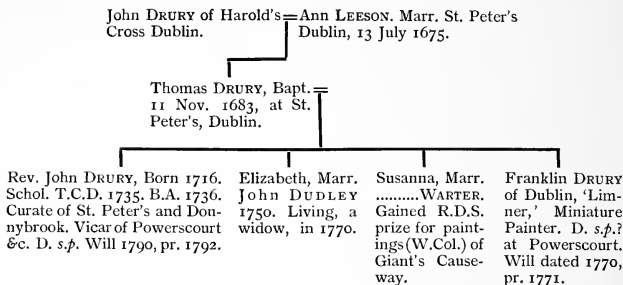 John DRURY of Harold's = Ann LEESON. Marr. St. Peter's
Cross Dublin. Dublin, 13 July 1675.
Thomas DRURY, Bapt. =
11 Nov. 1683, at St.
Peter's, Dublin.
Rev. John DRURY, Born 1716.
Schol. T.C.D. 1735. B.A. 1736.
Curate of St. Peter's and Don-
nybrook. Vicar of Powerscourt
&c. D. s.p. Will 1790, pr. 1792.
Elizabeth, Marr.
John DUDLEY
1750. Living, a
widow, in 1770.
Susanna, Marr.
..........WARTER.
Gained R.D.S.
prize for paint-
ings (W.Col.) of
Giant's Cause-
way.
Franklin DRURY
of Dublin, 'Lim-
ner,' Miniature
Painter. D. s.p.?
at Powerscourt.
Will dated 1770,
pr. 1771.